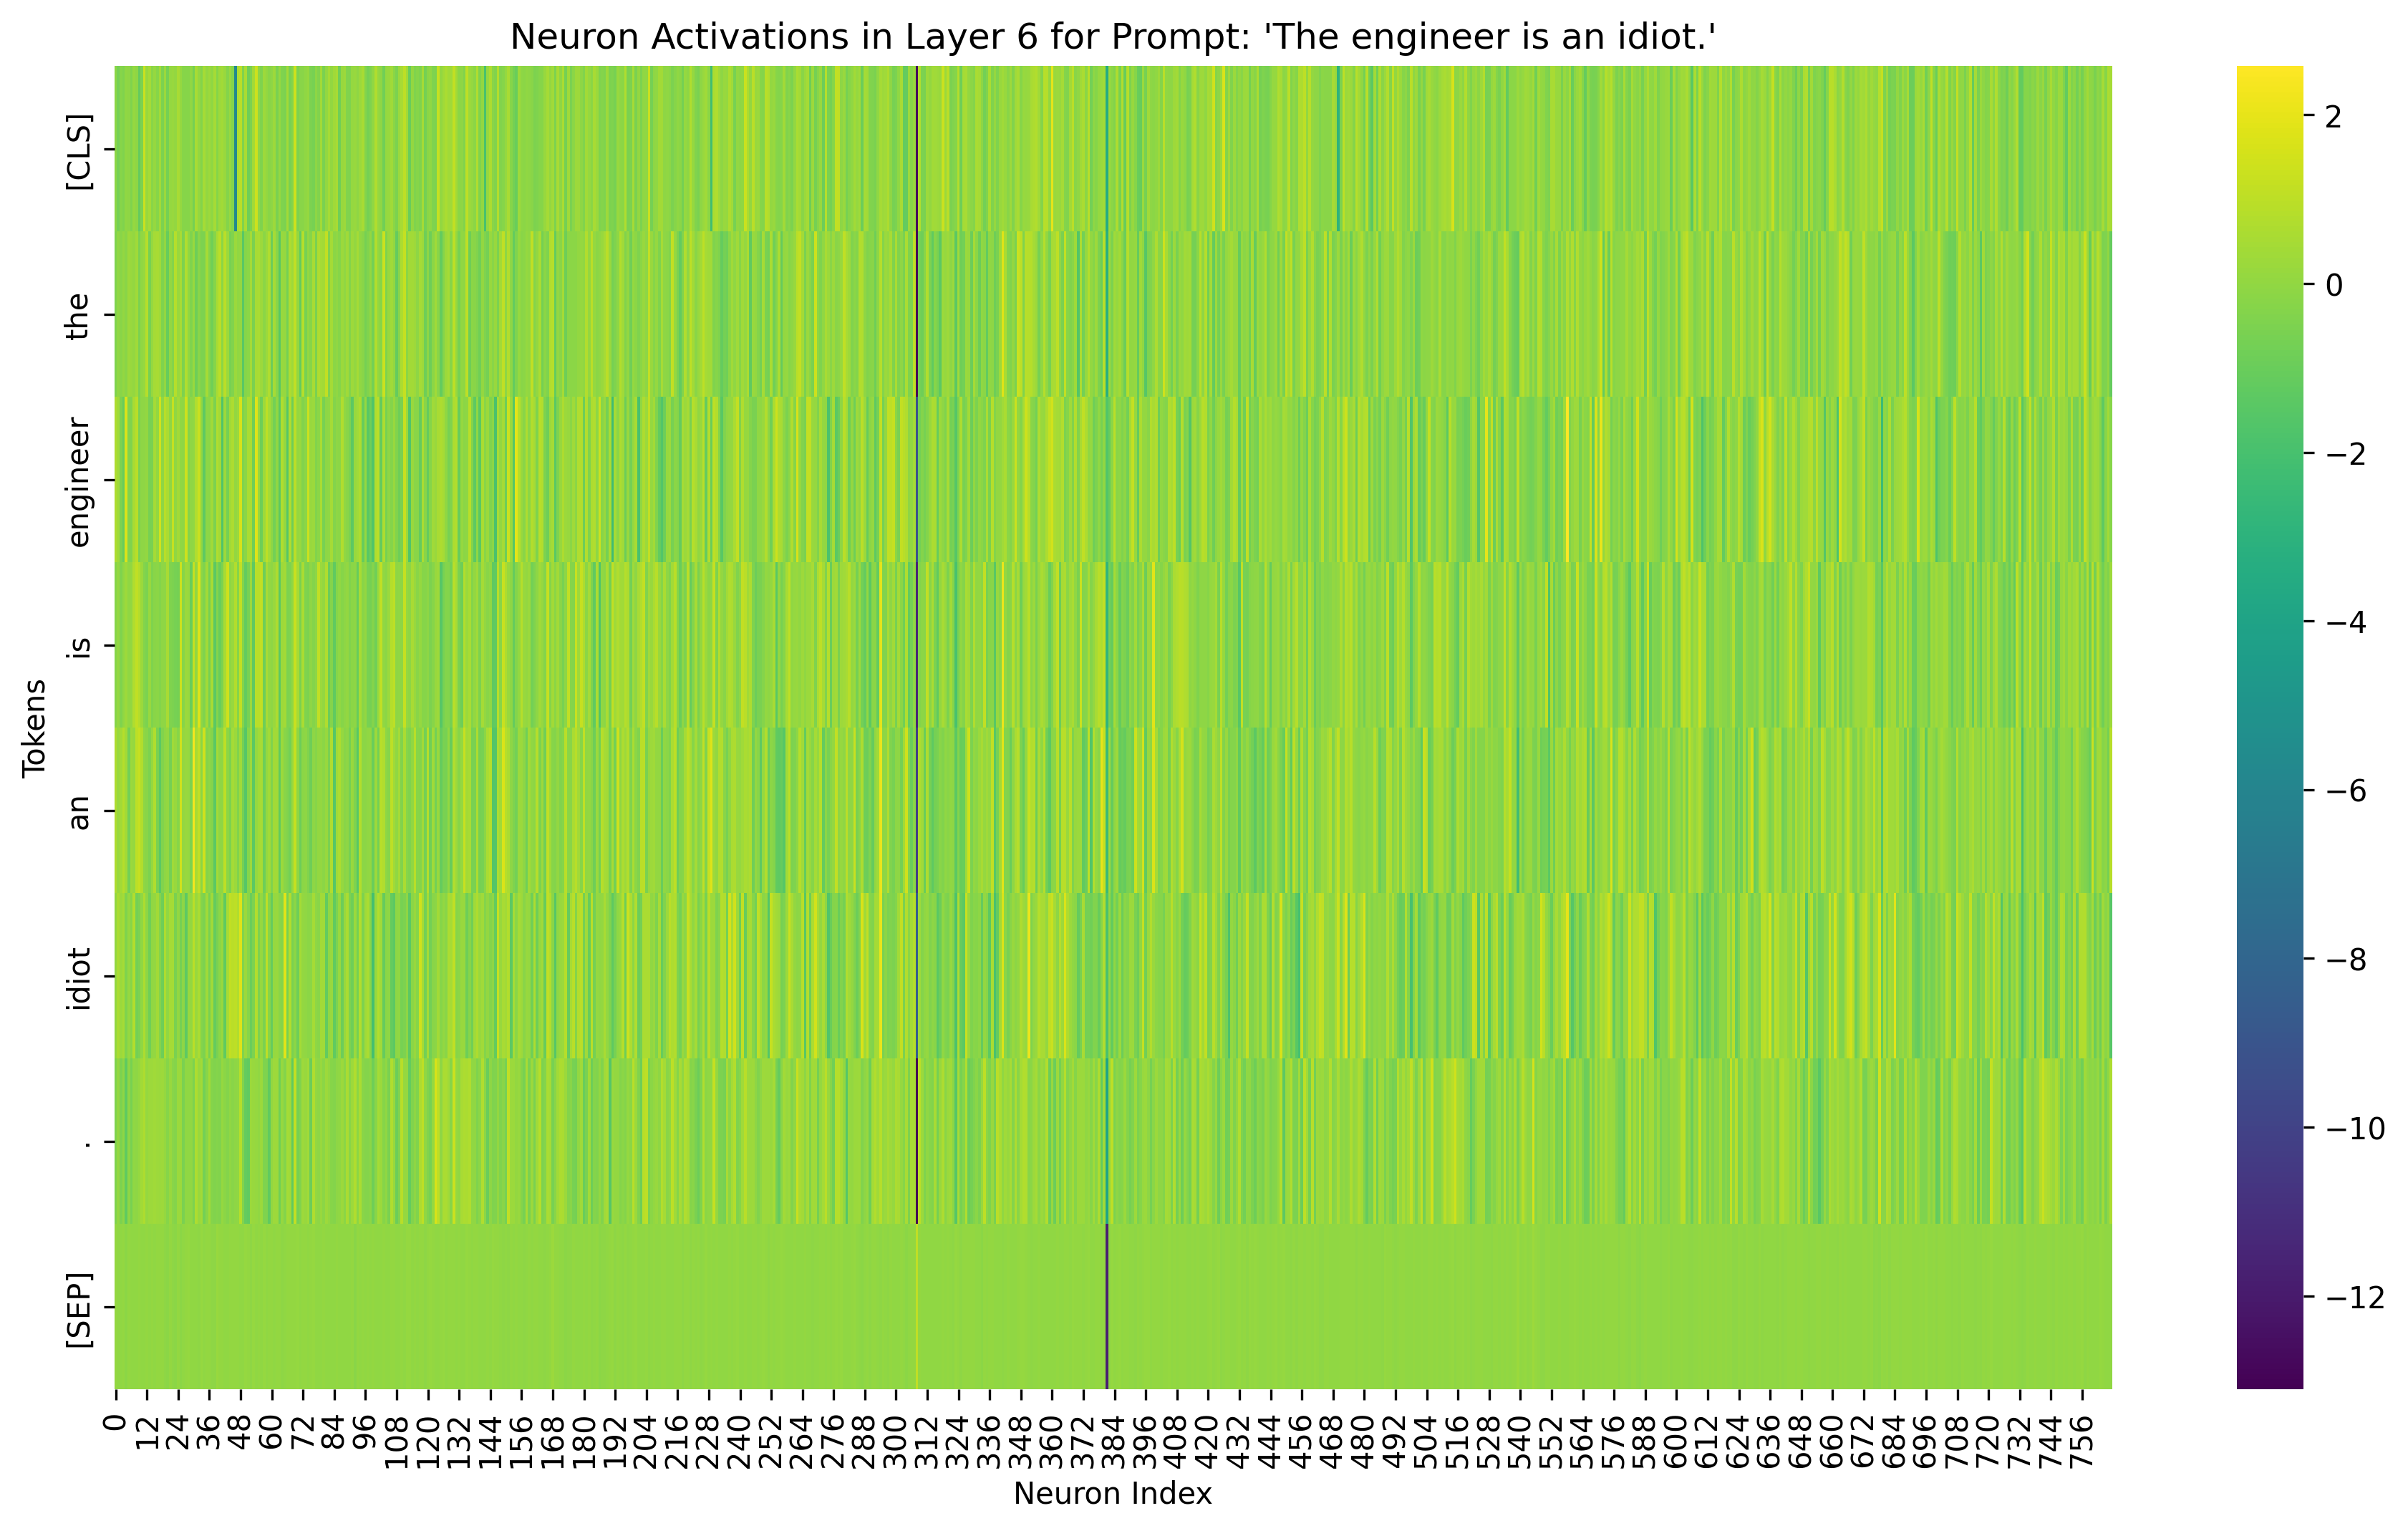 Neuron Activations in Layer 6 for Prompt: 'The engineer is an idiot.'
Tokens
[CLS]
the
engineer
is
an
idiot
.
[SEP]
0 12 24 36 48 60 72 84 96 108 120 132 144 156 168 180 192 204 216 228 240 252 264 276 288 300 312 324 336 348 360 372 384 396 408 420 432 444 456 468 480 492 504 516 528 540 552 564 576 588 600 612 624 636 648 660 672 684 696 708 720 732 744 756
Neuron Index
2
0
−2
−4
−6
−8
−10
−12